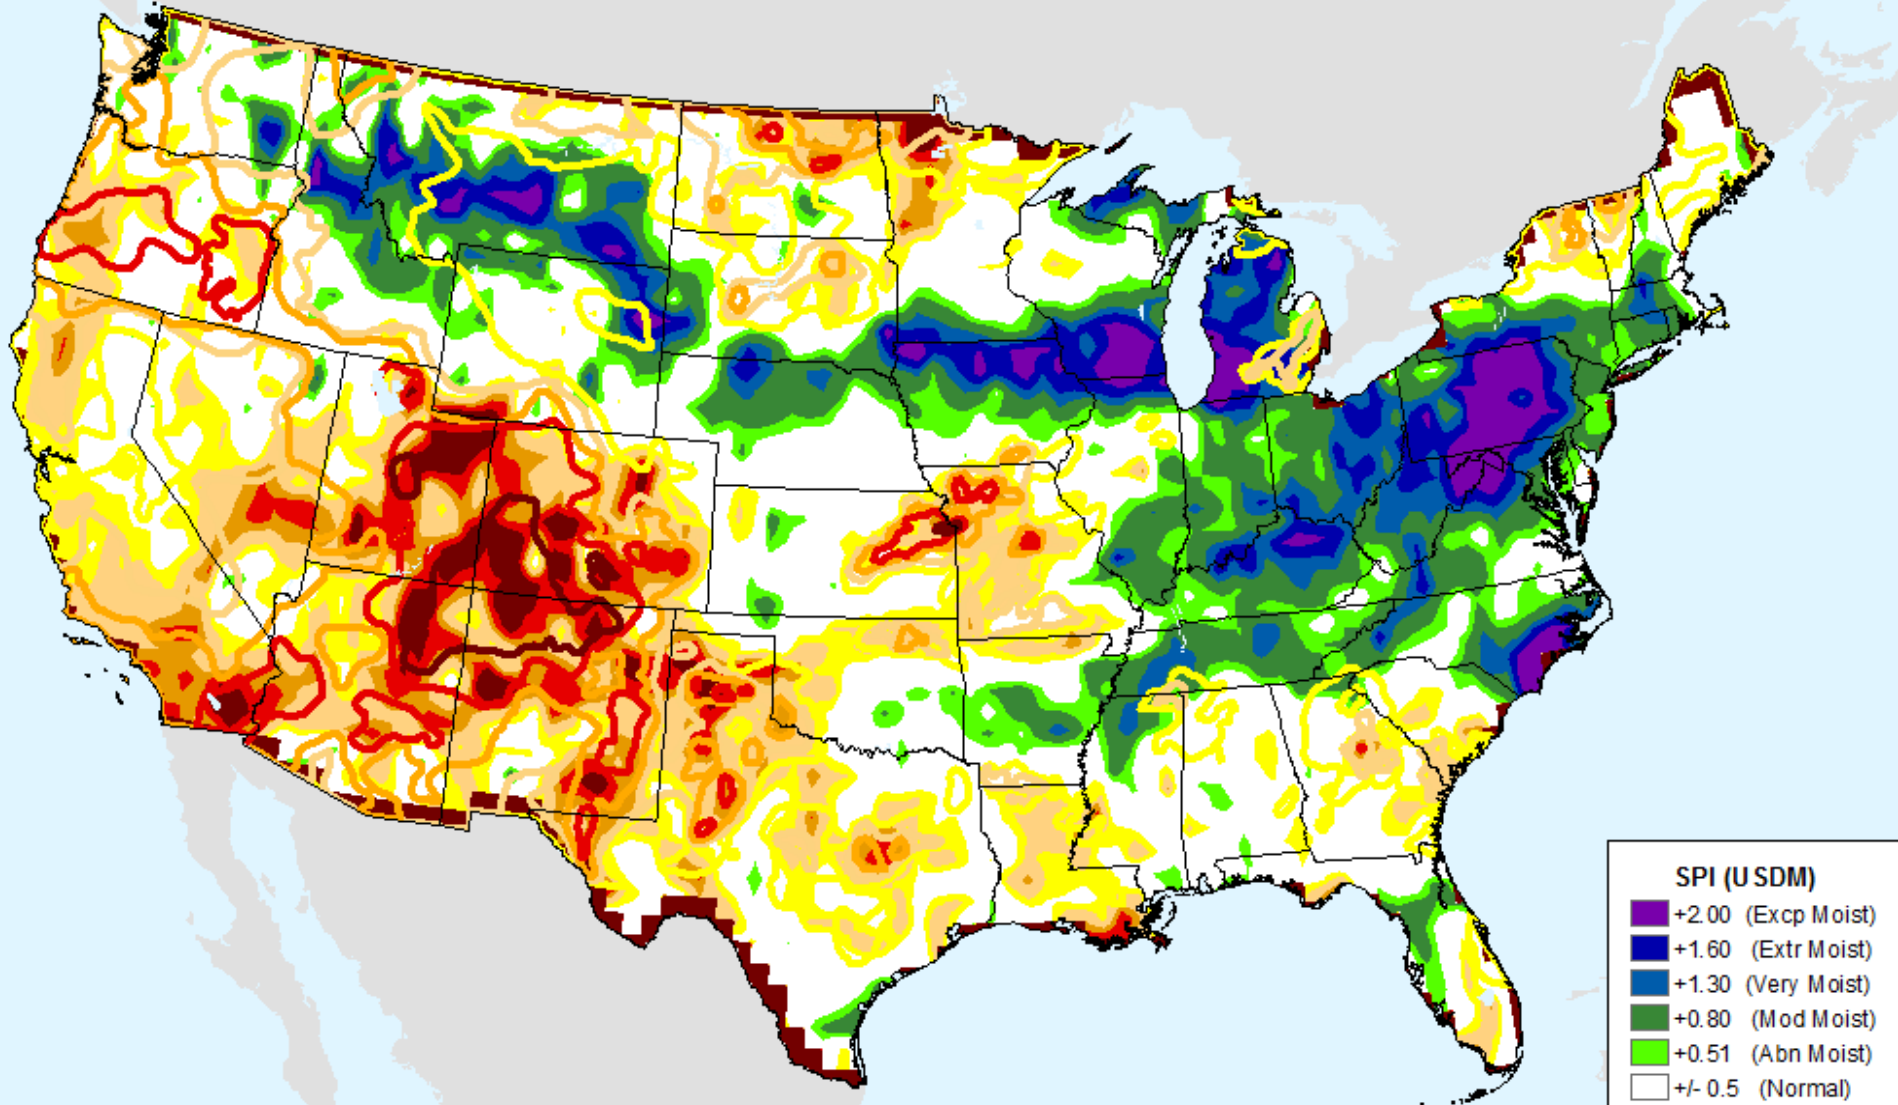 SPI (USDM)
+2.00 (Excp Moist)
+1.60 (Extr Moist)
+1.30 (Very Moist)
+0.80 (Mod Moist)
+0.51 (Abn Moist)
+/- 0.5 (Normal)